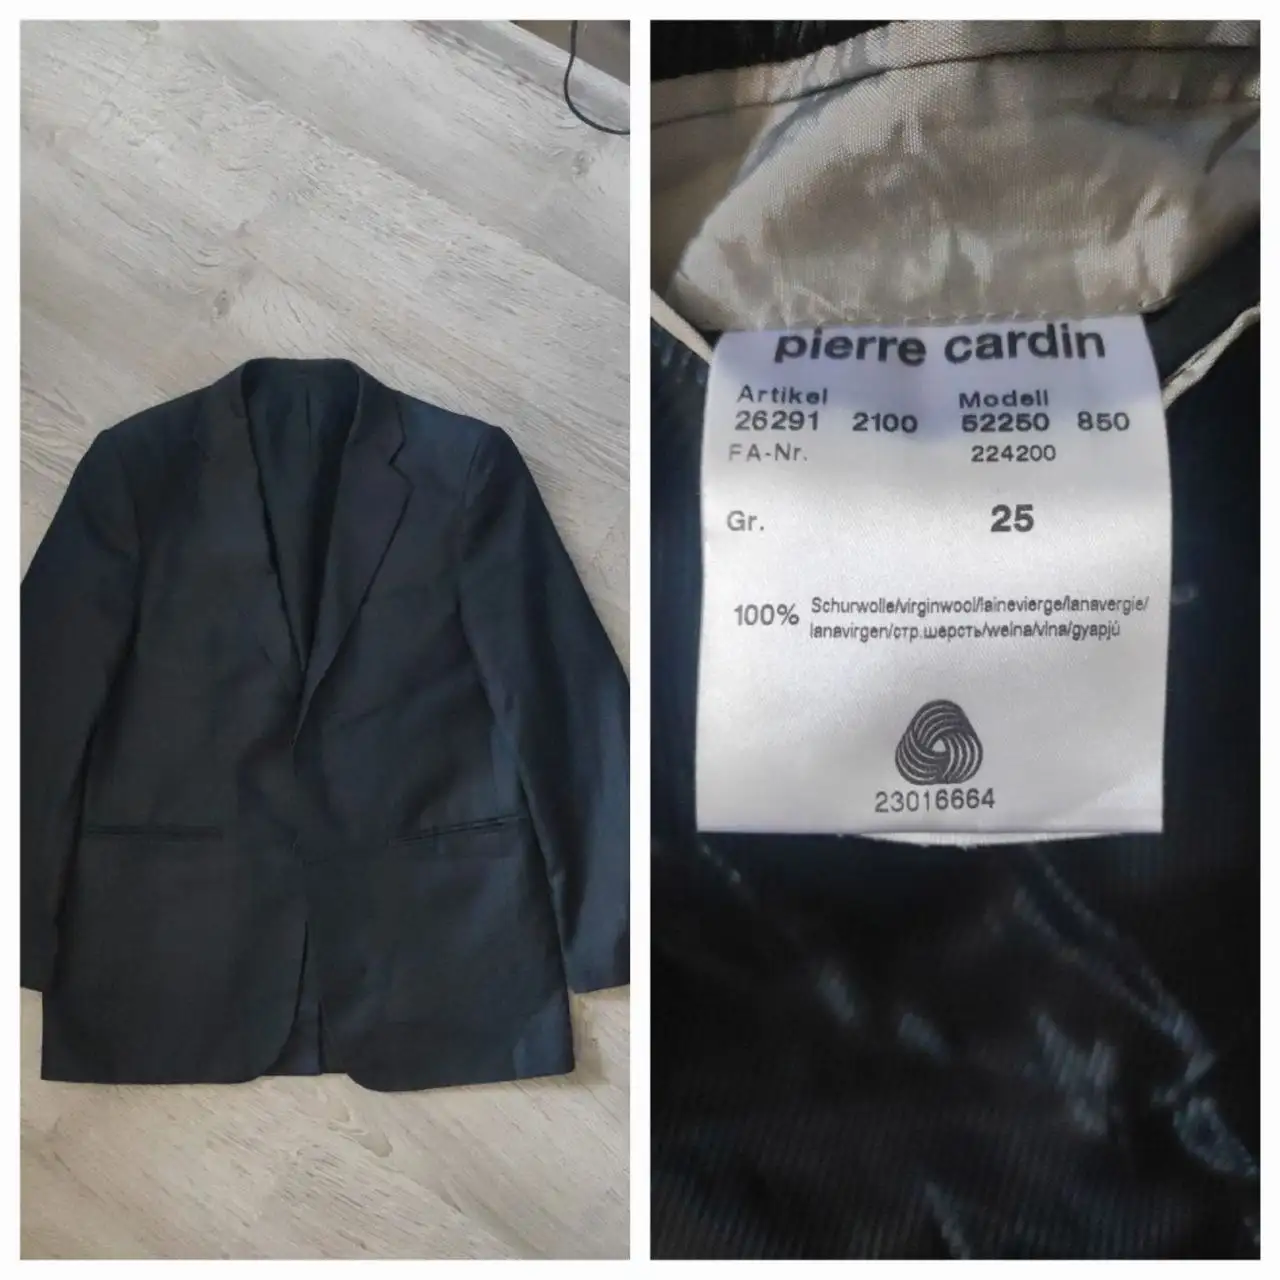 pierre cardin
Artikel Modell
26291 2100 52250 850
FA-Nr. 224200
Gr. 25
100% Schurwolle/virginwool/lainevierge/lanavergie/
lanavirgen/стр.шерсть/welna/vlna/gyapjú
23016664